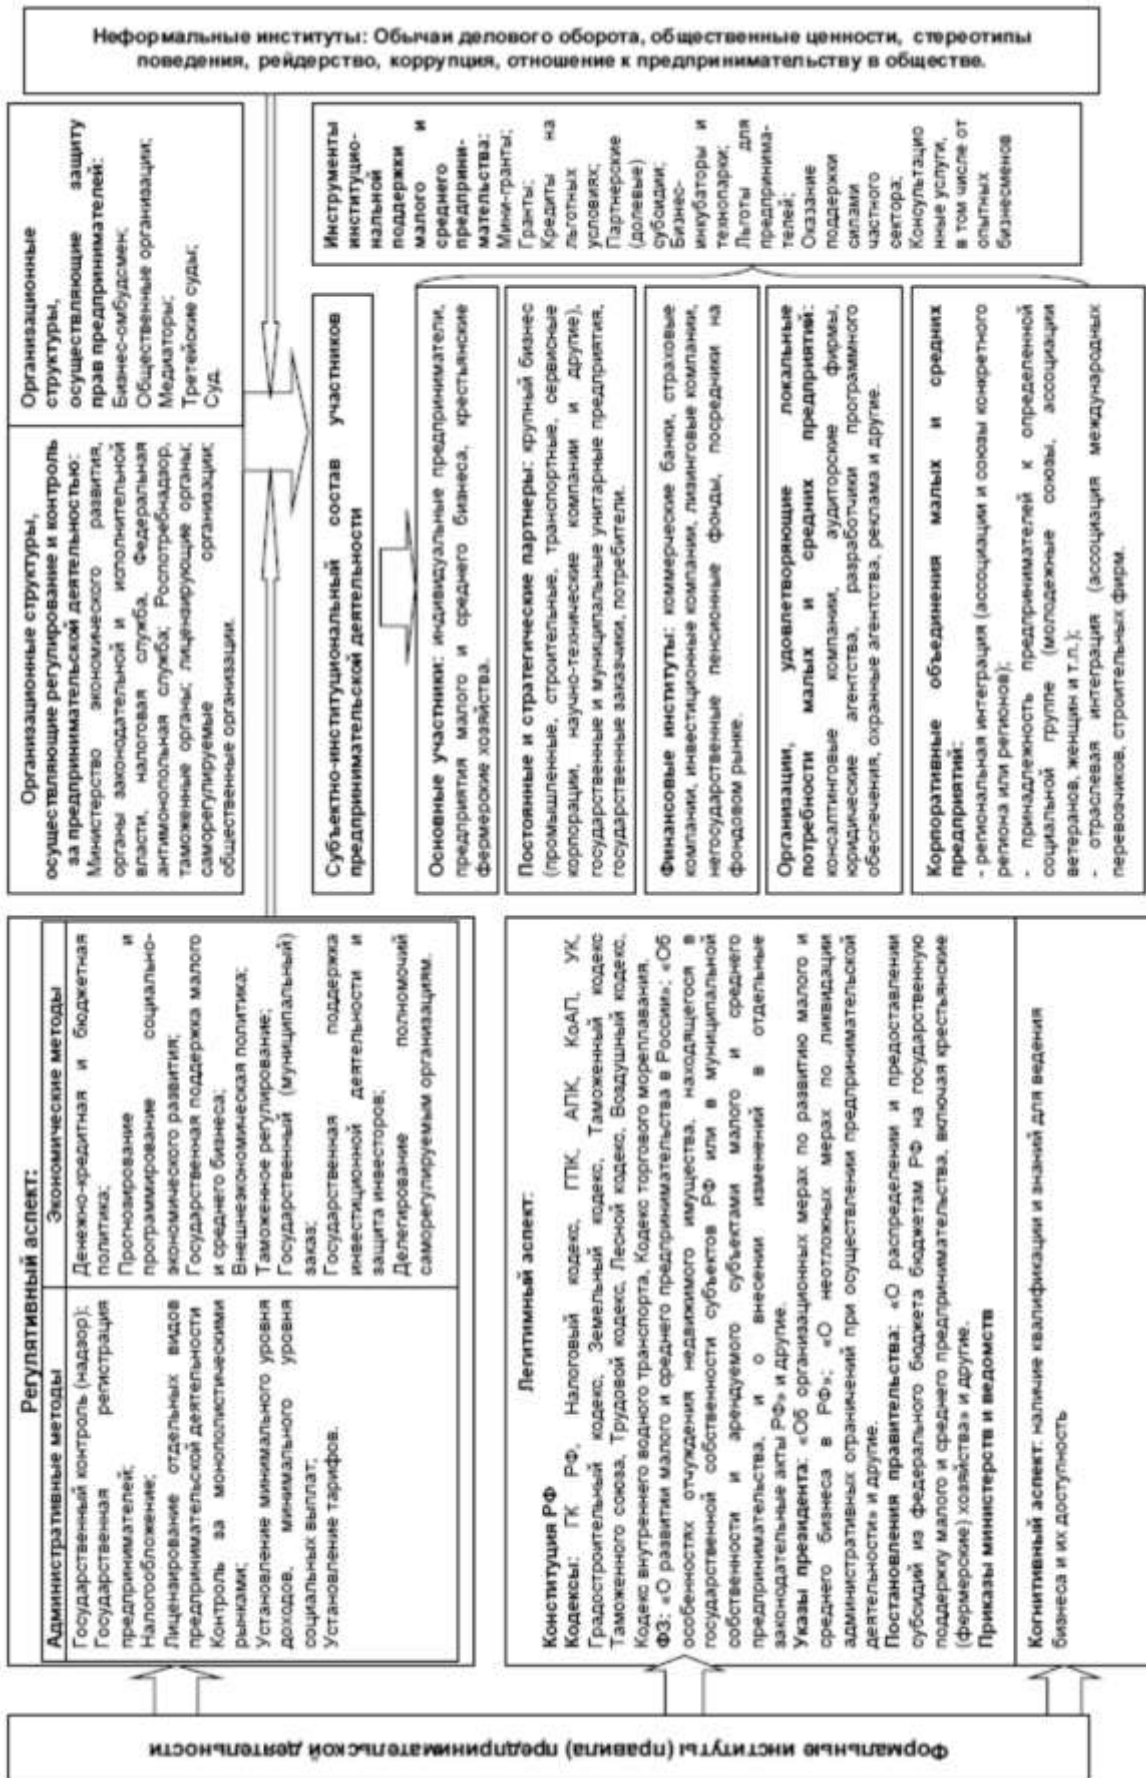 Формальные институты (правила) предпринимательской деятельности
Регулятивный аспект:
Административные методы
Государственный контроль (надзор);
Государственная регистрация
предпринимателей;
Налогообложение;
Лицензирование отдельных видов
предпринимательской деятельности
Контроль за монополистическими
рынками;
Установление минимального уровня
доходов, минимального уровня
социальных выплат;
Установление тарифов.
Экономические методы
Денежно-кредитная и бюджетная
политика;
Прогнозирование и
программирование социально-
экономического развития;
Государственная поддержка малого
и среднего бизнеса;
Внешнеэкономическая политика;
Таможенное регулирование;
Государственный (муниципальный)
заказ;
Государственная поддержка
инвестиционной деятельности и
защита инвесторов;
Делегирование полномочий
саморегулируемым организациям.
Легитимный аспект:
Конституция РФ
Кодексы: ГК РФ, Налоговый кодекс, ГПК, АПК, КоАП, УК,
Градостроительный кодекс, Земельный кодекс, Таможенный кодекс
Таможенного союза, Трудовой кодекс, Лесной кодекс, Воздушный кодекс,
Кодекс внутреннего водного транспорта, Кодекс торгового мореплавания.
ФЗ: «О развитии малого и среднего предпринимательства в России»; «Об
особенностях отчуждения недвижимого имущества, находящегося в
государственной собственности субъектов РФ или в муниципальной
собственности и арендуемого субъектами малого и среднего
предпринимательства, и о внесении изменений в отдельные
законодательные акты РФ» и другие.
Указы президента: «Об организационных мерах по развитию малого и
среднего бизнеса в РФ»; «О неотложных мерах по ликвидации
административных ограничений при осуществлении предпринимательской
деятельности» и другие.
Постановления правительства: «О распределении и предоставлении
субсидий из федерального бюджета бюджетам РФ на государственную
поддержку малого и среднего предпринимательства, включая крестьянские
(фермерские) хозяйства» и другие.
Приказы министерств и ведомств
Когнитивный аспект: наличие квалификации и знаний для ведения
бизнеса и их доступность
Организационные структуры,
осуществляющие регулирование и контроль
за предпринимательской деятельностью:
Министерство экономического развития,
органы законодательной и исполнительной
власти, налоговая служба, Федеральная
антимонопольная служба; Роспотребнадзор,
таможенные органы; лицензирующие органы;
саморегулируемые организации;
общественные организации.
Организационные
структуры,
осуществляющие защиту
прав предпринимателей:
Бизнес-омбудсмен;
Общественные организации;
Медиаторы;
Третейские суды;
Суд.
Субъектно-институциональный состав участников
предпринимательской деятельности
Основные участники: индивидуальные предприниматели,
предприятия малого и среднего бизнеса, крестьянские
фермерские хозяйства.
Постоянные и стратегические партнеры: крупный бизнес
(промышленные, строительные, транспортные, сервисные
корпорации, научно-технические компании и другие),
государственные и муниципальные унитарные предприятия,
государственные заказчики, потребители.
Финансовые институты: коммерческие банки, страховые
компании, инвестиционные компании, лизинговые компании,
негосударственные пенсионные фонды, посредники на
фондовом рынке.
Организации, удовлетворяющие локальные
потребности малых и средних предприятий:
консалтинговые компании, аудиторские фирмы,
юридические агентства, разработчики программного
обеспечения, охранные агентства, реклама и другие.
Корпоративные объединения малых и средних
предприятий:
- региональная интеграция (ассоциации и союзы конкретного
региона или регионов);
- принадлежность предпринимателей к определенной
социальной группе (молодежные союзы, ассоциации
ветеранов, женщин и т.п.);
- отраслевая интеграция (ассоциация международных
перевозчиков, строительных фирм.
Инструменты
институцио-
нальной
поддержки
малого и
среднего
предприни-
мательства:
Мини-гранты;
Гранты;
Кредиты на
льготных
условиях;
Партнерские
(долевые)
субсидии;
Бизнес-
инкубаторы и
технопарки;
Льготы для
предпринима-
телей;
Оказание
поддержки
силами
частного
сектора;
Консультацио
нные услуги,
в том числе от
опытных
бизнесменов
Неформальные институты: Обычаи делового оборота, общественные ценности, стереотипы
поведения, рейдерство, коррупция, отношение к предпринимательству в обществе.